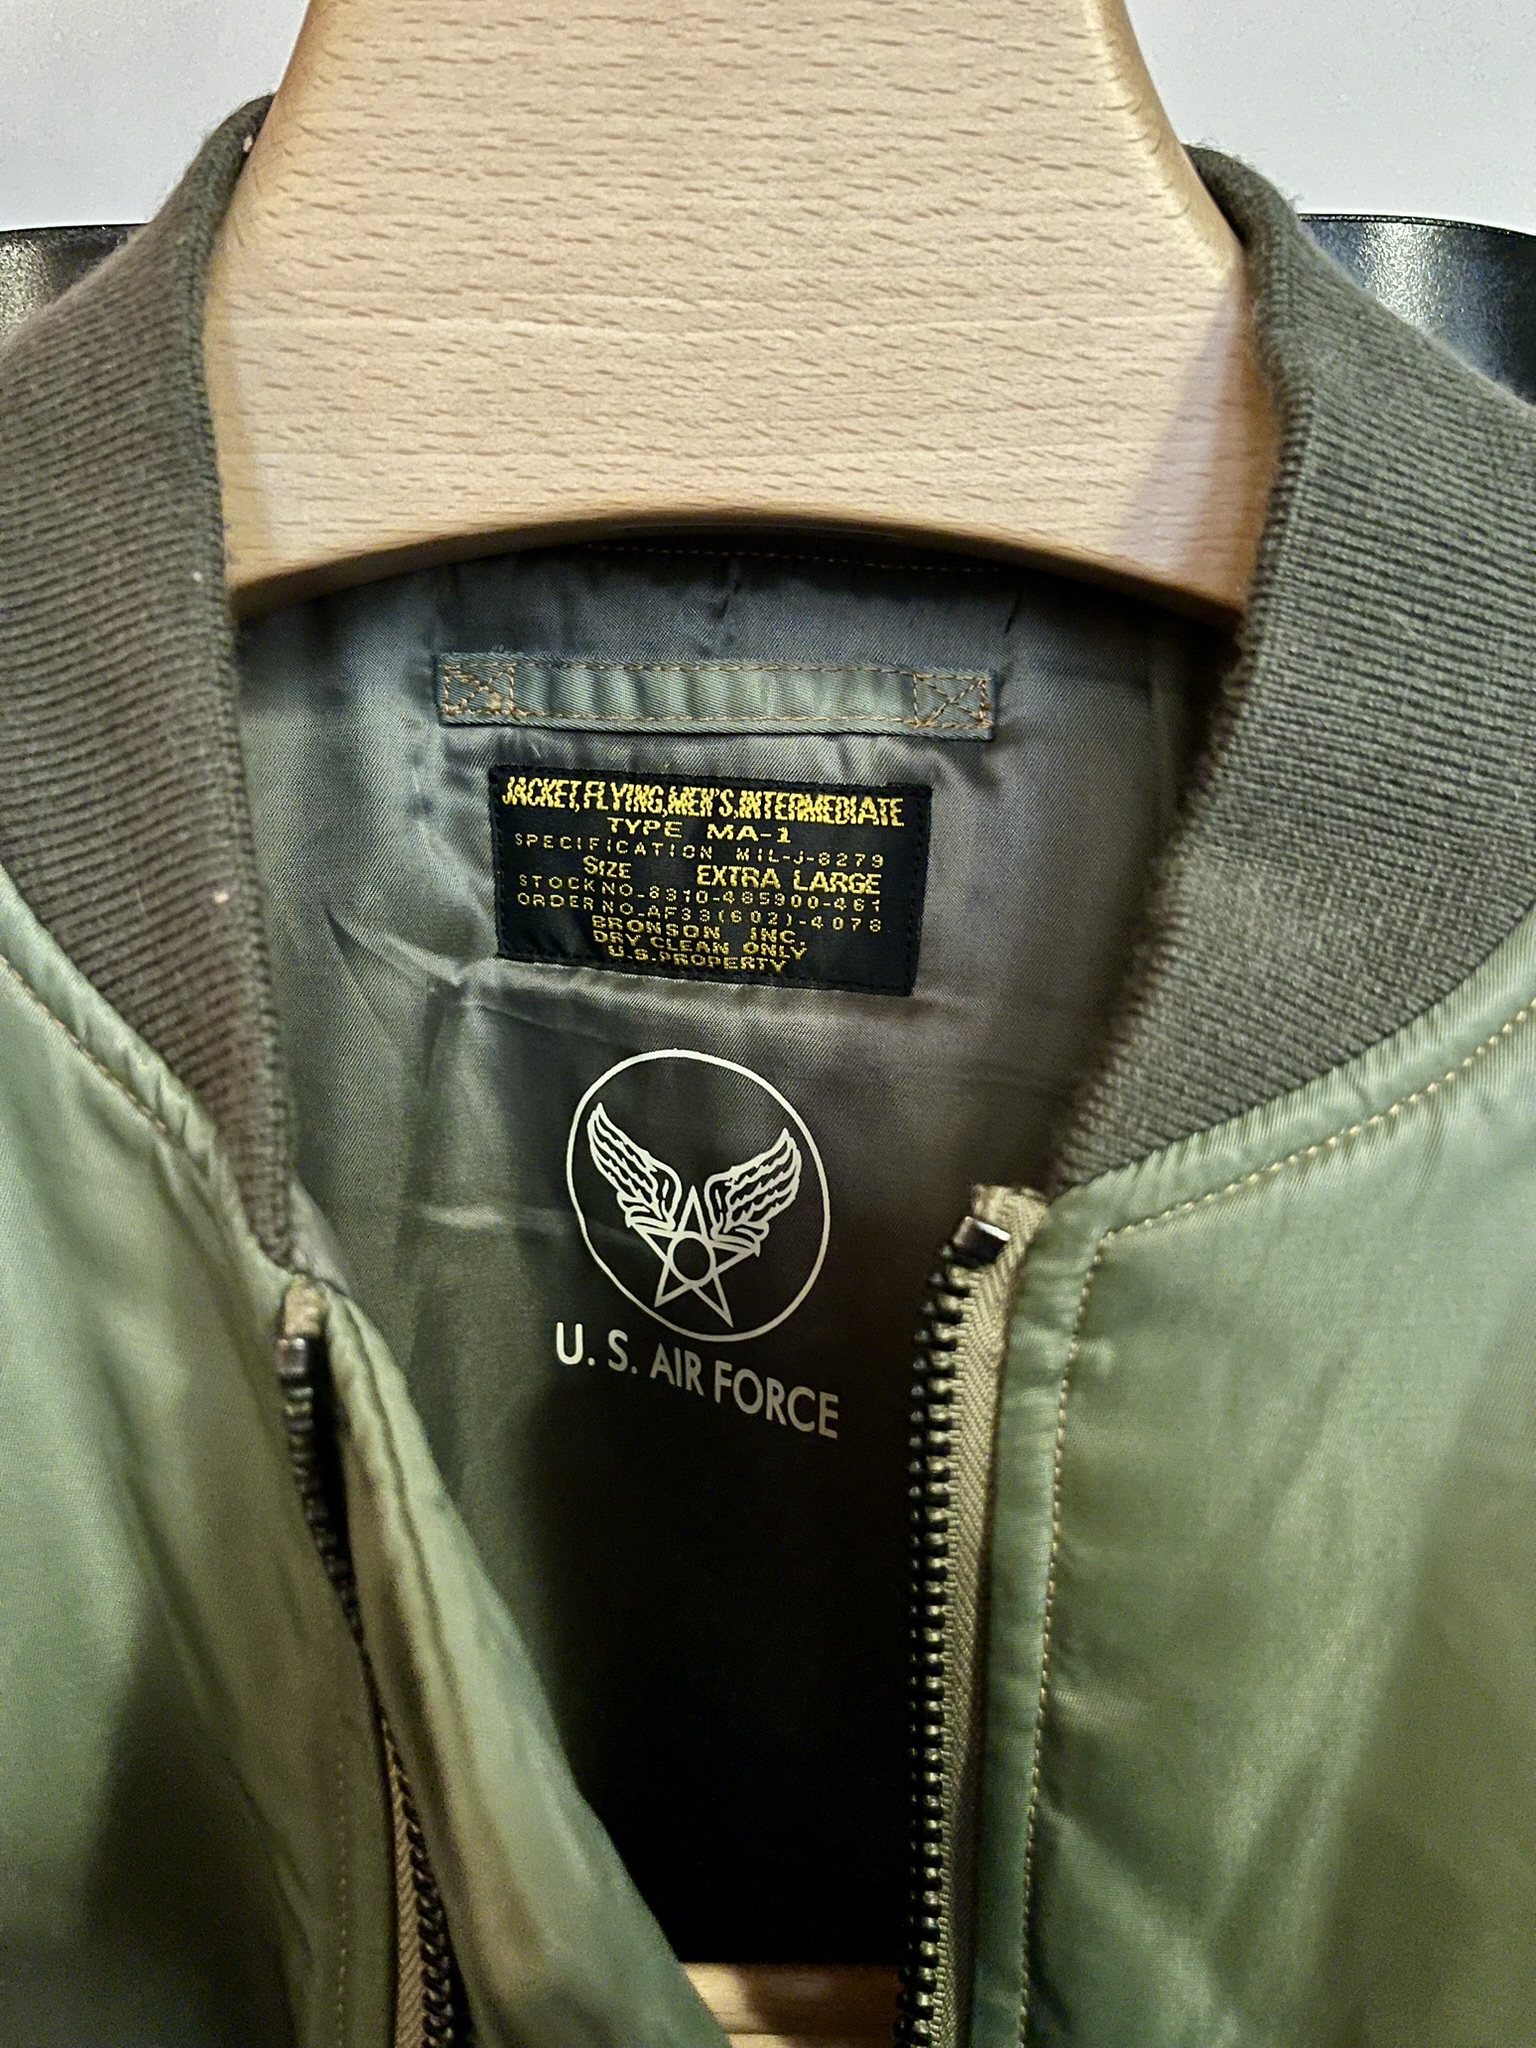 JACKET,FLYING,MEN'S,INTERMEDIATE
TYPE MA-1
SPECIFICATION MIL-J-8279
SIZE EXTRA LARGE
STOCK NO. 8310-485900-461
ORDER NO. AF33(602)-4078
BRONSON INC.
DRY CLEAN ONLY
U.S.PROPERTY
U. S. AIR FORCE